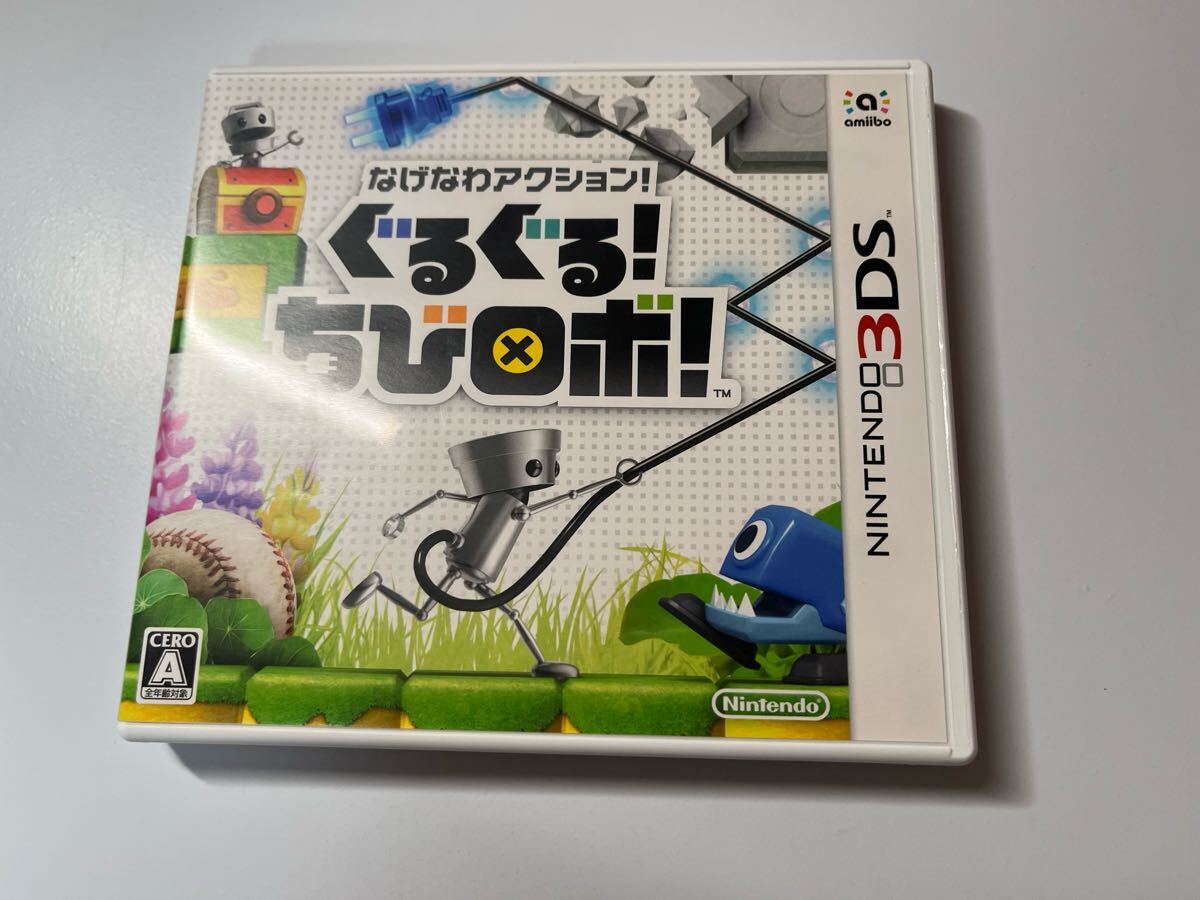 なげなわアクション!
ぐるぐる!
ちびロボ!
TM
amiibo
NINTENDO 3DS
TM
CERO
A
全年齢対象
Nintendo